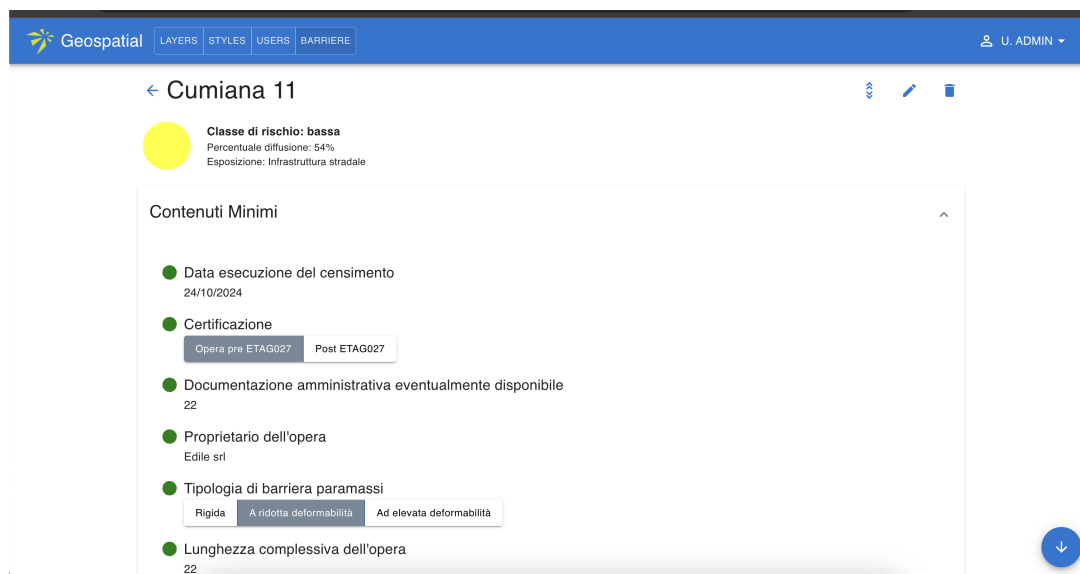 Geospatial
LAYERS STYLES USERS BARRIERE
U. ADMIN
Cumiana 11
Classe di rischio: bassa
Percentuale diffusione: 54%
Esposizione: Infrastruttura stradale
Contenuti Minimi
Data esecuzione del censimento
24/10/2024
Certificazione
Opera pre ETAG027 Post ETAG027
Documentazione amministrativa eventualmente disponibile
22
Proprietario dell'opera
Edile srl
Tipologia di barriera paramassi
Rigida A ridotta deformabilità Ad elevata deformabilità
Lunghezza complessiva dell'opera
22